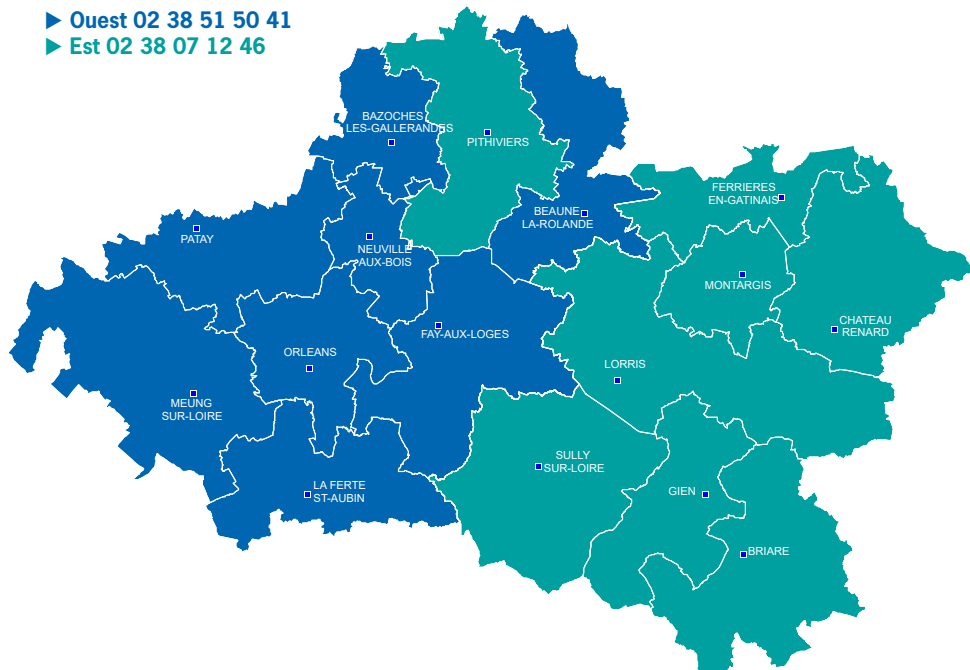 ▶ Ouest 02 38 51 50 41
▶ Est 02 38 07 12 46
BAZOCHES
LES-GALLERANDES
PITHIVIERS
FERRIERES
EN-GATINAIS
BEAUNE
LA-ROLANDE
PATAY
NEUVILLE
AUX-BOIS
MONTARGIS
CHATEAU
RENARD
FAY-AUX-LOGES
ORLEANS
LORRIS
MEUNG
SUR-LOIRE
SULLY
SUR-LOIRE
LA FERTE
ST-AUBIN
GIEN
BRIARE